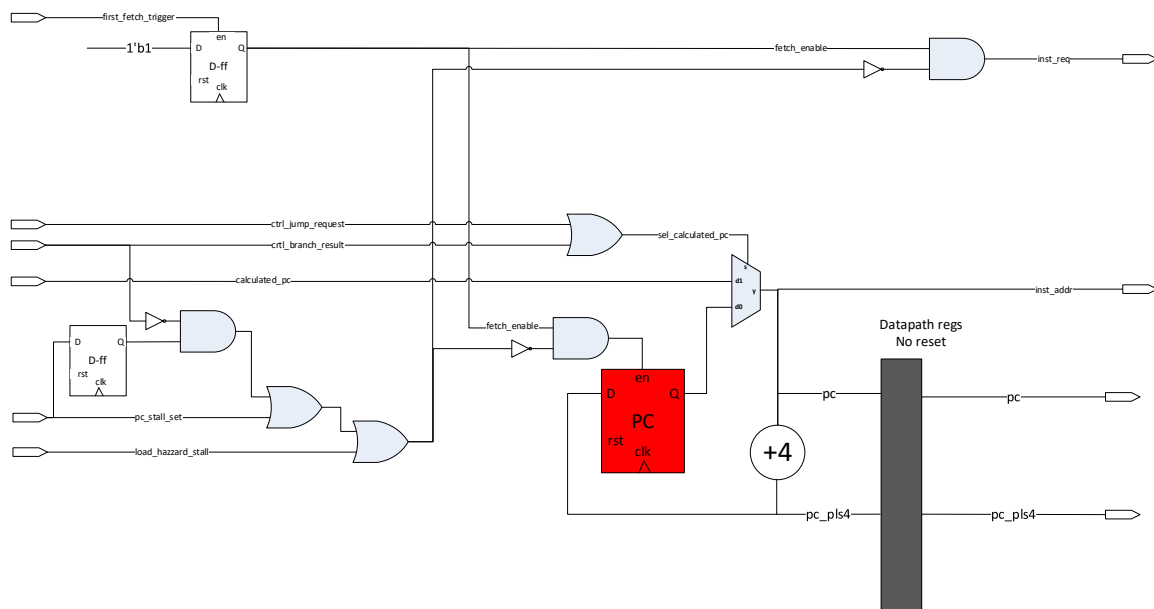 first_fetch_trigger
en
1'b1
D
Q
D-ff
rst
clk
fetch_enable
inst_req
ctrl_jump_request
crtl_branch_result
sel_calculated_pc
s
calculated_pc
d1
y
inst_addr
d0
fetch_enable
Datapath regs
No reset
D
Q
D-ff
rst
clk
en
D
Q
pc
pc
pc_stall_set
PC
rst
clk
load_hazzard_stall
+4
pc_pls4
pc_pls4